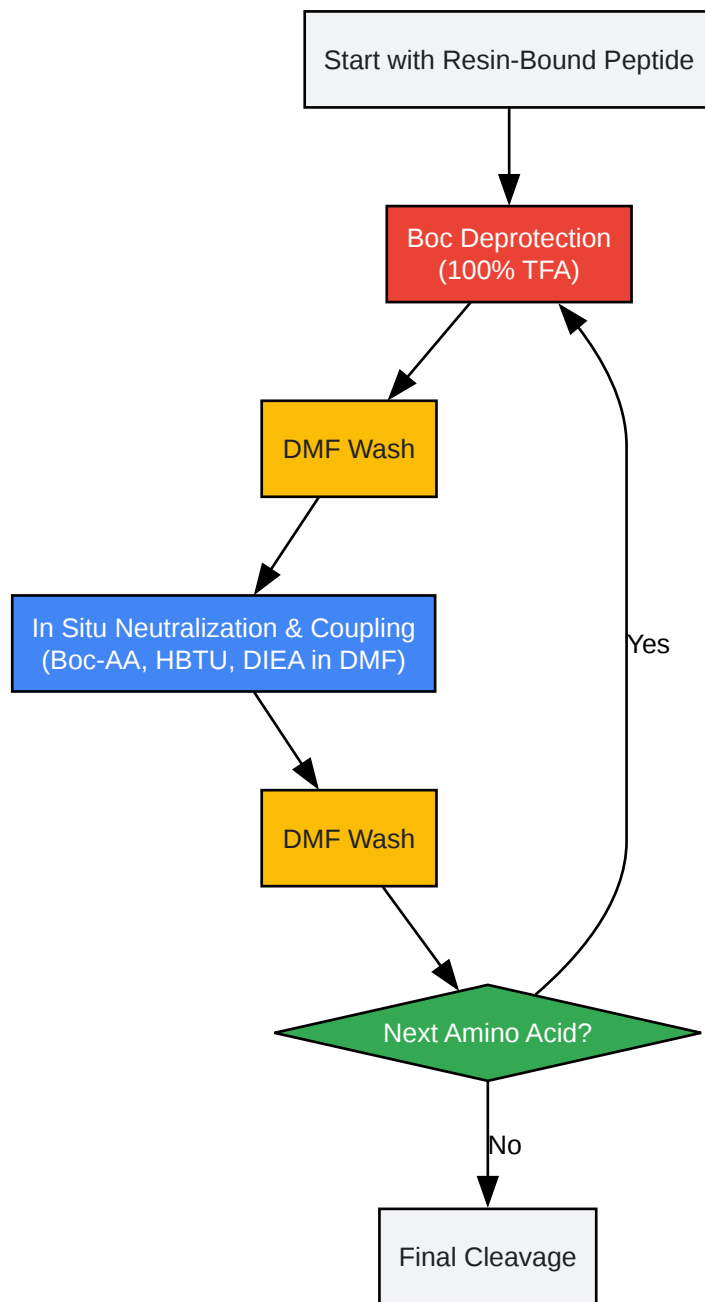 Start with Resin-Bound Peptide
Boc Deprotection
(100% TFA)
DMF Wash
In Situ Neutralization & Coupling
(Boc-AA, HBTU, DIEA in DMF)
Yes
DMF Wash
Next Amino Acid?
No
Final Cleavage